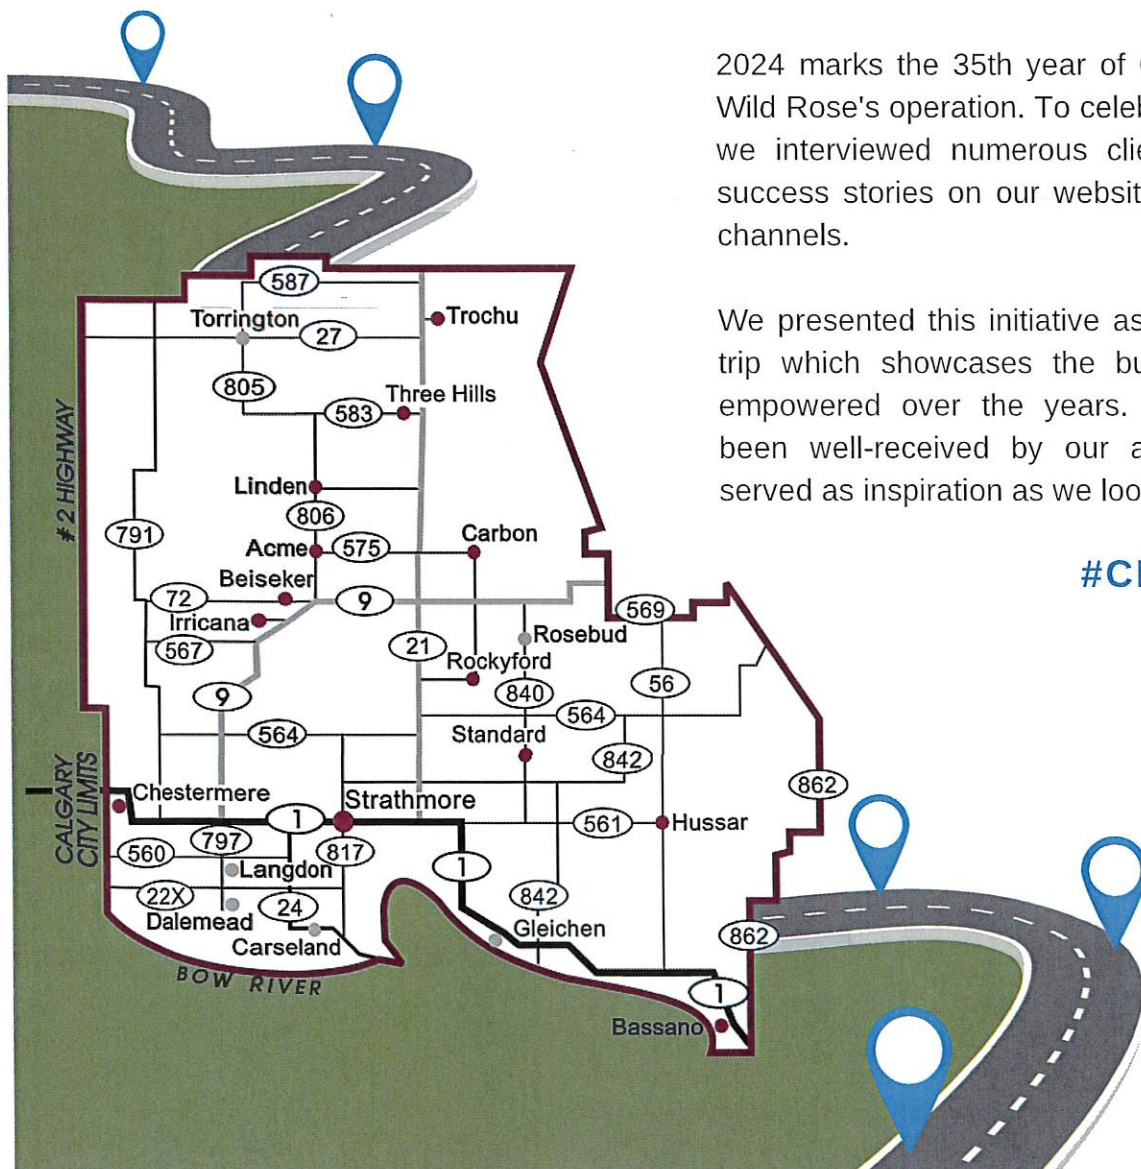 2024 marks the 35th year of
Wild Rose's operation. To
we interviewed numerous
success stories on our
channels.
We presented this initiative as
trip which showcases the
empowered over the years.
been well-received by our
served as inspiration as we
587
Torrington
Trochu
27
805
Three Hills
583
# 2 HIGHWAY
Linden
806
791
Carbon
Acme
575
Beiseker
72
9
569
Irricana
Rosebud
567
21
Rockyford
56
9
840
564
564
Standard
842
CALGARY
CITY LIMITS
862
Chestermere
Strathmore
1
561
Hussar
797
560
817
Langdon
1
22X
842
Dalemead
24
Gleichen
862
Carseland
BOW RIVER
1
Bassano